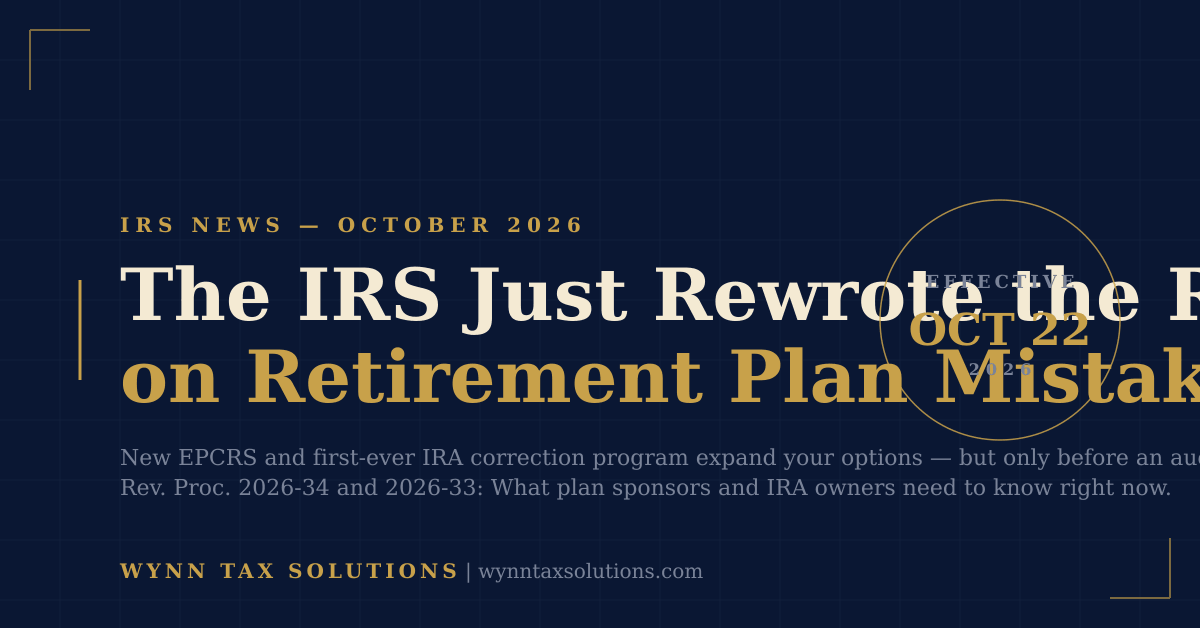 IRS NEWS — OCTOBER 2026
The IRS Just Rewrote the R
on Retirement Plan Mistak
EFFECTIVE
OCT 22
2026
New EPCRS and first-ever IRA correction program expand your options — but only before an au
Rev. Proc. 2026-34 and 2026-33: What plan sponsors and IRA owners need to know right now.
WYNN TAX SOLUTIONS | wynntaxsolutions.com